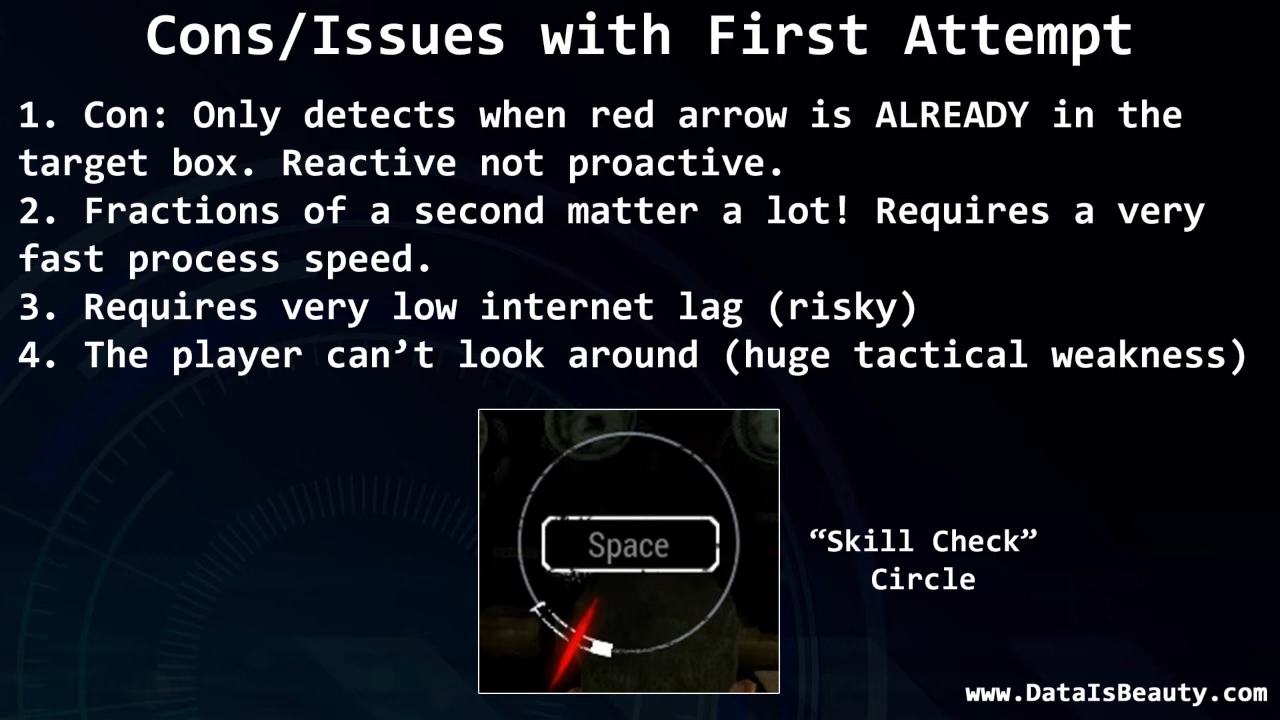 Cons/Issues with First Attempt
1. Con: Only detects when red arrow is ALREADY in the
target box. Reactive not proactive.
2. Fractions of a second matter a lot! Requires a very
fast process speed.
3. Requires very low internet lag (risky)
4. The player can’t look around (huge tactical weakness)
Space
“Skill Check”
Circle
www.DataIsBeauty.com